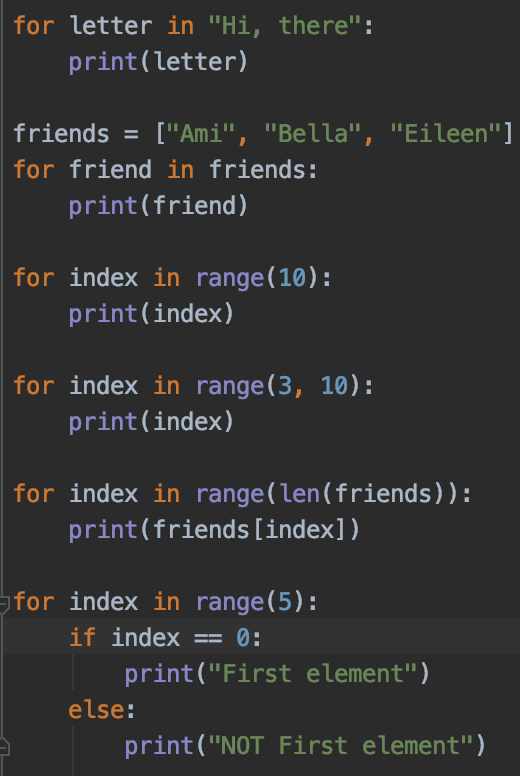 for letter in "Hi, there":
    print(letter)

friends = ["Ami", "Bella", "Eileen"]
for friend in friends:
    print(friend)

for index in range(10):
    print(index)

for index in range(3, 10):
    print(index)

for index in range(len(friends)):
    print(friends[index])

for index in range(5):
    if index == 0:
        print("First element")
    else:
        print("NOT First element")